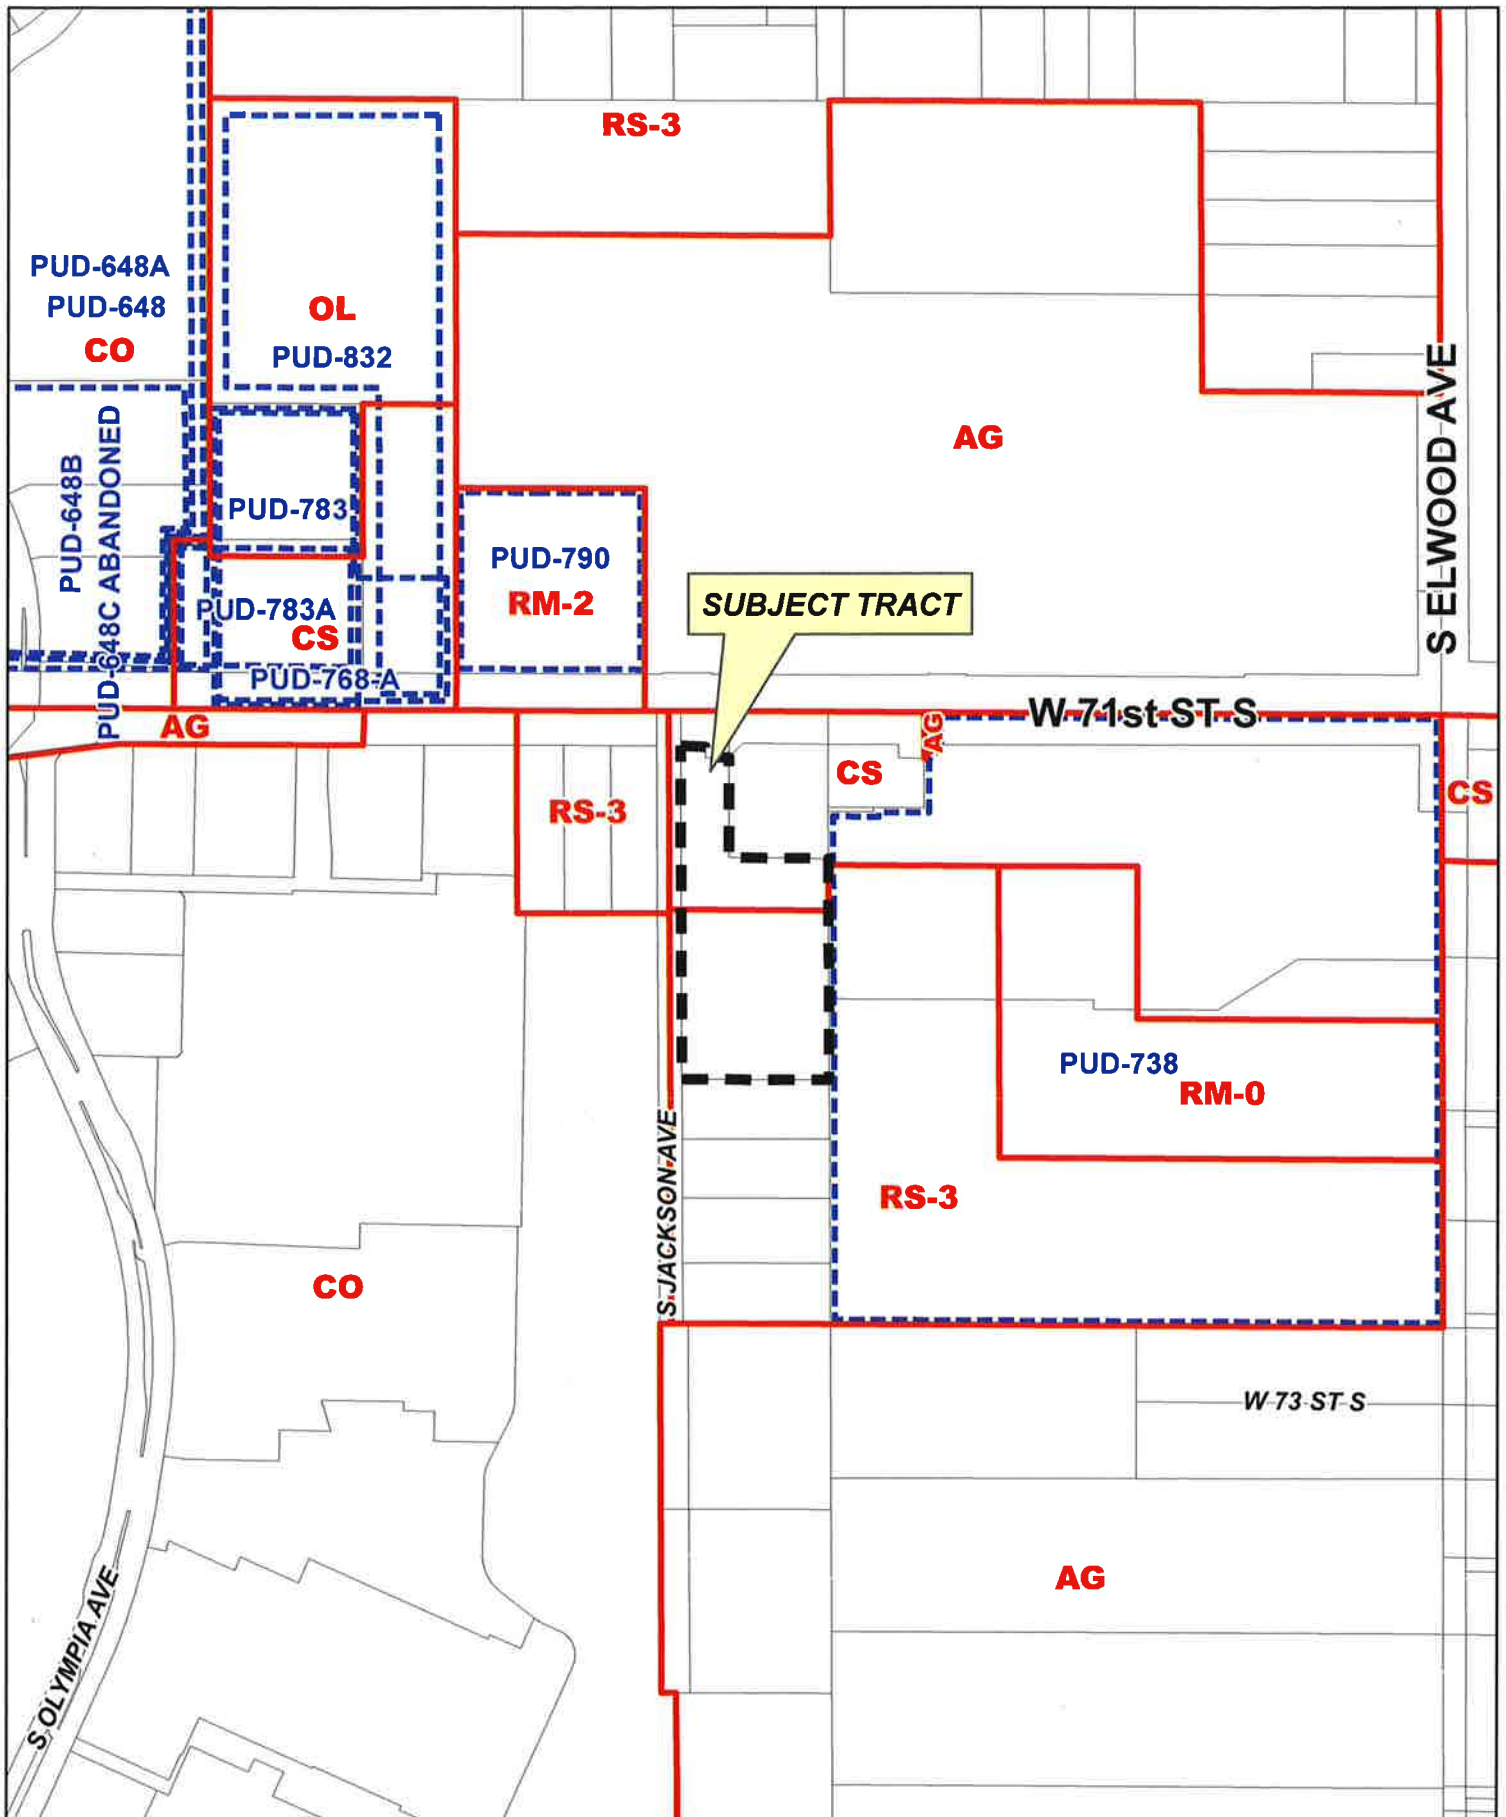 RS-3
PUD-648A
PUD-648
CO
OL
PUD-832
AG
S ELWOOD AVE
PUD-648B
PUD-648C ABANDONED
PUD-783
PUD-790
RM-2
SUBJECT TRACT
PUD-783A
CS
PUD-768-A
AG
W 71st ST S
AG
CS
CS
RS-3
PUD-738
RM-0
S JACKSON AVE
RS-3
CO
W 73 ST S
AG
S OLYMPIA AVE